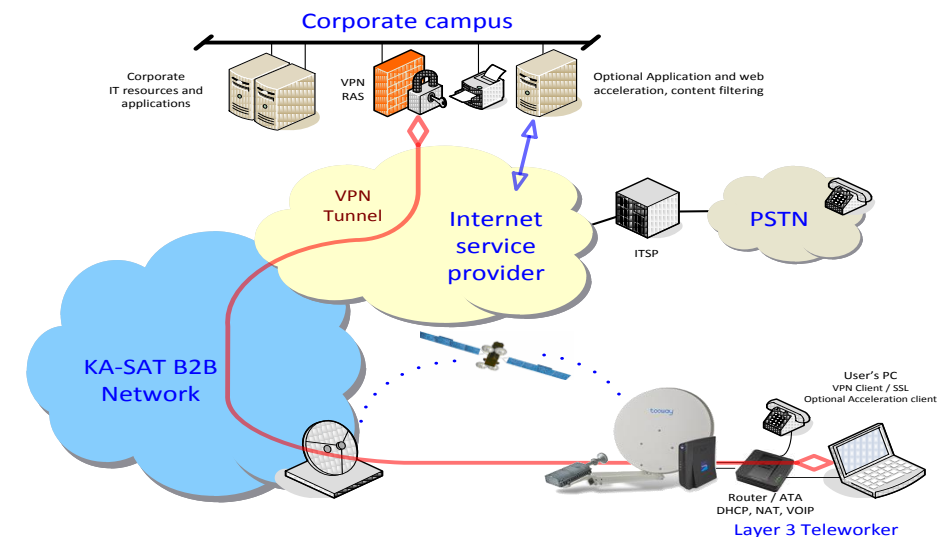 Corporate campus
Corporate
IT resources and
applications
VPN
RAS
Optional Application and web
acceleration, content filtering
VPN
Tunnel
Internet
service
provider
ITSP
PSTN
KA-SAT B2B
Network
tooway
User's PC
VPN Client / SSL
Optional Acceleration client
Router / ATA
DHCP, NAT, VOIP
Layer 3 Teleworker